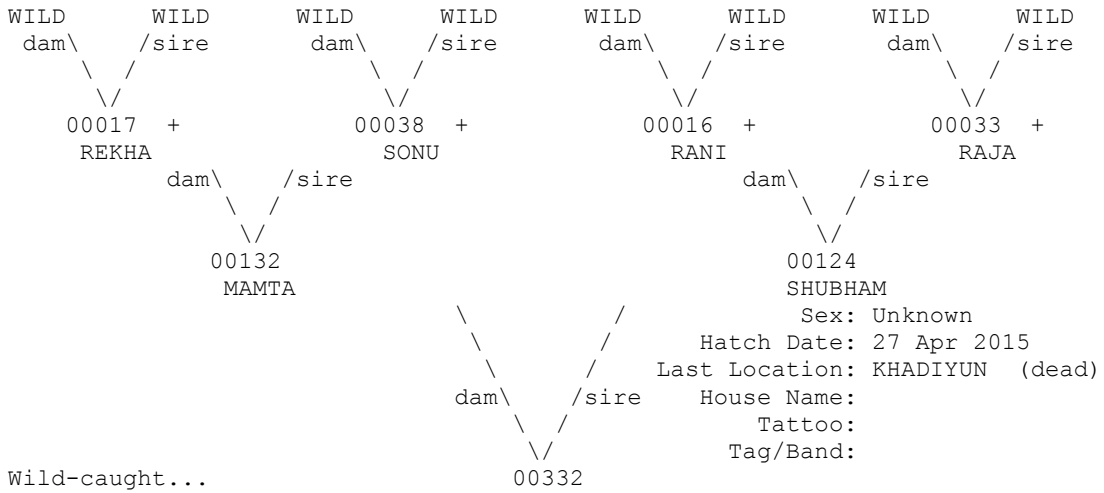 WILD WILD WILD WILD WILD WILD WILD WILD
dam\ /sire dam\ /sire dam\ /sire dam\ /sire
\ / \ / \ / \ /
\/ \/ \/ \/
00017 + 00038 + 00016 + 00033 +
REKHA SONU RANI RAJA
dam\ /sire dam\ /sire
\ / \ /
\/ \/
00132 00124
MAMTA SHUBHAM
\ / Sex: Unknown
\ / Hatch Date: 27 Apr 2015
\ / Last Location: KHADIYUN (dead)
dam\ /sire House Name:
\ / Tattoo:
\/ Tag/Band:
Wild-caught... 00332